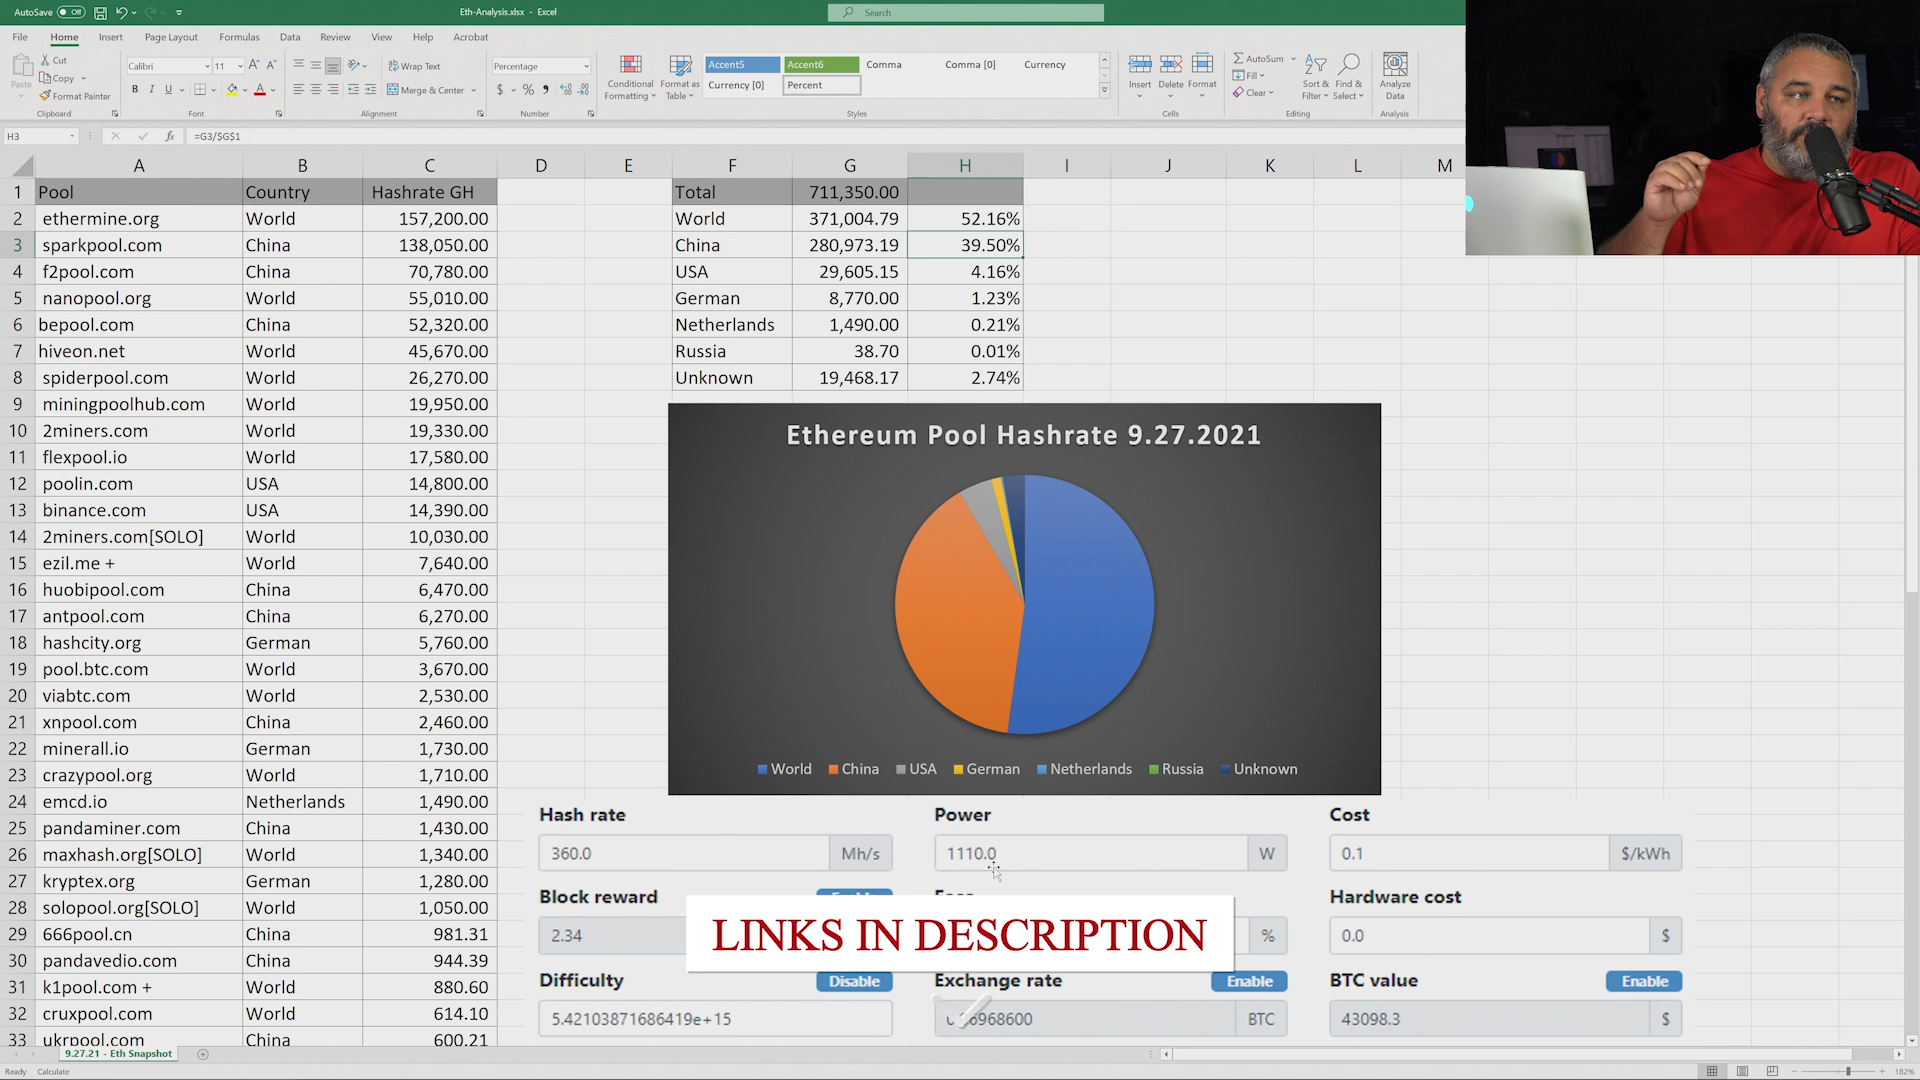 AutoSave Off
Eth-Analysis.xlsx - Excel
Search
File Home Insert Page Layout Formulas Data Review View Help Acrobat
Paste
Cut
Copy
Format Painter
Clipboard
Calibri 11
B I U
Font
Wrap Text
Merge & Center
Alignment
Percentage
$ % ,
Number
Conditional Formatting
Format as Table
Accent5 Accent6 Comma Comma [0] Currency
Currency [0] Percent
Styles
Insert Delete Format
Cells
AutoSum
Fill
Clear
Sort & Filter
Find & Select
Editing
Analyze Data
Analysis
H3 fx =G3/$G$1
A B C D E F G H I J K L M
1 Pool Country Hashrate GH Total 711,350.00
2 ethermine.org World 157,200.00 World 371,004.79 52.16%
3 sparkpool.com China 138,050.00 China 280,973.19 39.50%
4 f2pool.com China 70,780.00 USA 29,605.15 4.16%
5 nanopool.org World 55,010.00 German 8,770.00 1.23%
6 bepool.com China 52,320.00 Netherlands 1,490.00 0.21%
7 hiveon.net World 45,670.00 Russia 38.70 0.01%
8 spiderpool.com World 26,270.00 Unknown 19,468.17 2.74%
9 miningpoolhub.com World 19,950.00
10 2miners.com World 19,330.00
11 flexpool.io World 17,580.00
12 poolin.com USA 14,800.00
13 binance.com USA 14,390.00
14 2miners.com[SOLO] World 10,030.00
15 ezil.me + World 7,640.00
16 huobipool.com China 6,470.00
17 antpool.com China 6,270.00
18 hashcity.org German 5,760.00
19 pool.btc.com World 3,670.00
20 viabtc.com World 2,530.00
21 xnpool.com China 2,460.00
22 minerall.io German 1,730.00
23 crazypool.org World 1,710.00
24 emcd.io Netherlands 1,490.00
25 pandaminer.com China 1,430.00
26 maxhash.org[SOLO] World 1,340.00
27 kryptex.org German 1,280.00
28 solopool.org[SOLO] World 1,050.00
29 666pool.cn China 981.31
30 pandavedio.com China 944.39
31 k1pool.com + World 880.60
32 cruxpool.com World 614.10
33 ukrpool.com China 600.21
Ethereum Pool Hashrate 9.27.2021
World China USA German Netherlands Russia Unknown
Hash rate Power Cost
360.0 Mh/s 1110.0 W 0.1 $/kWh
Block reward Hardware cost
2.34 % 0.0 $
LINKS IN DESCRIPTION
Difficulty Disable Exchange rate Enable BTC value Enable
5.42103871686419e+15 BTC 43098.3 $
9.27.21 - Eth Snapshot
Ready Calculate
182%